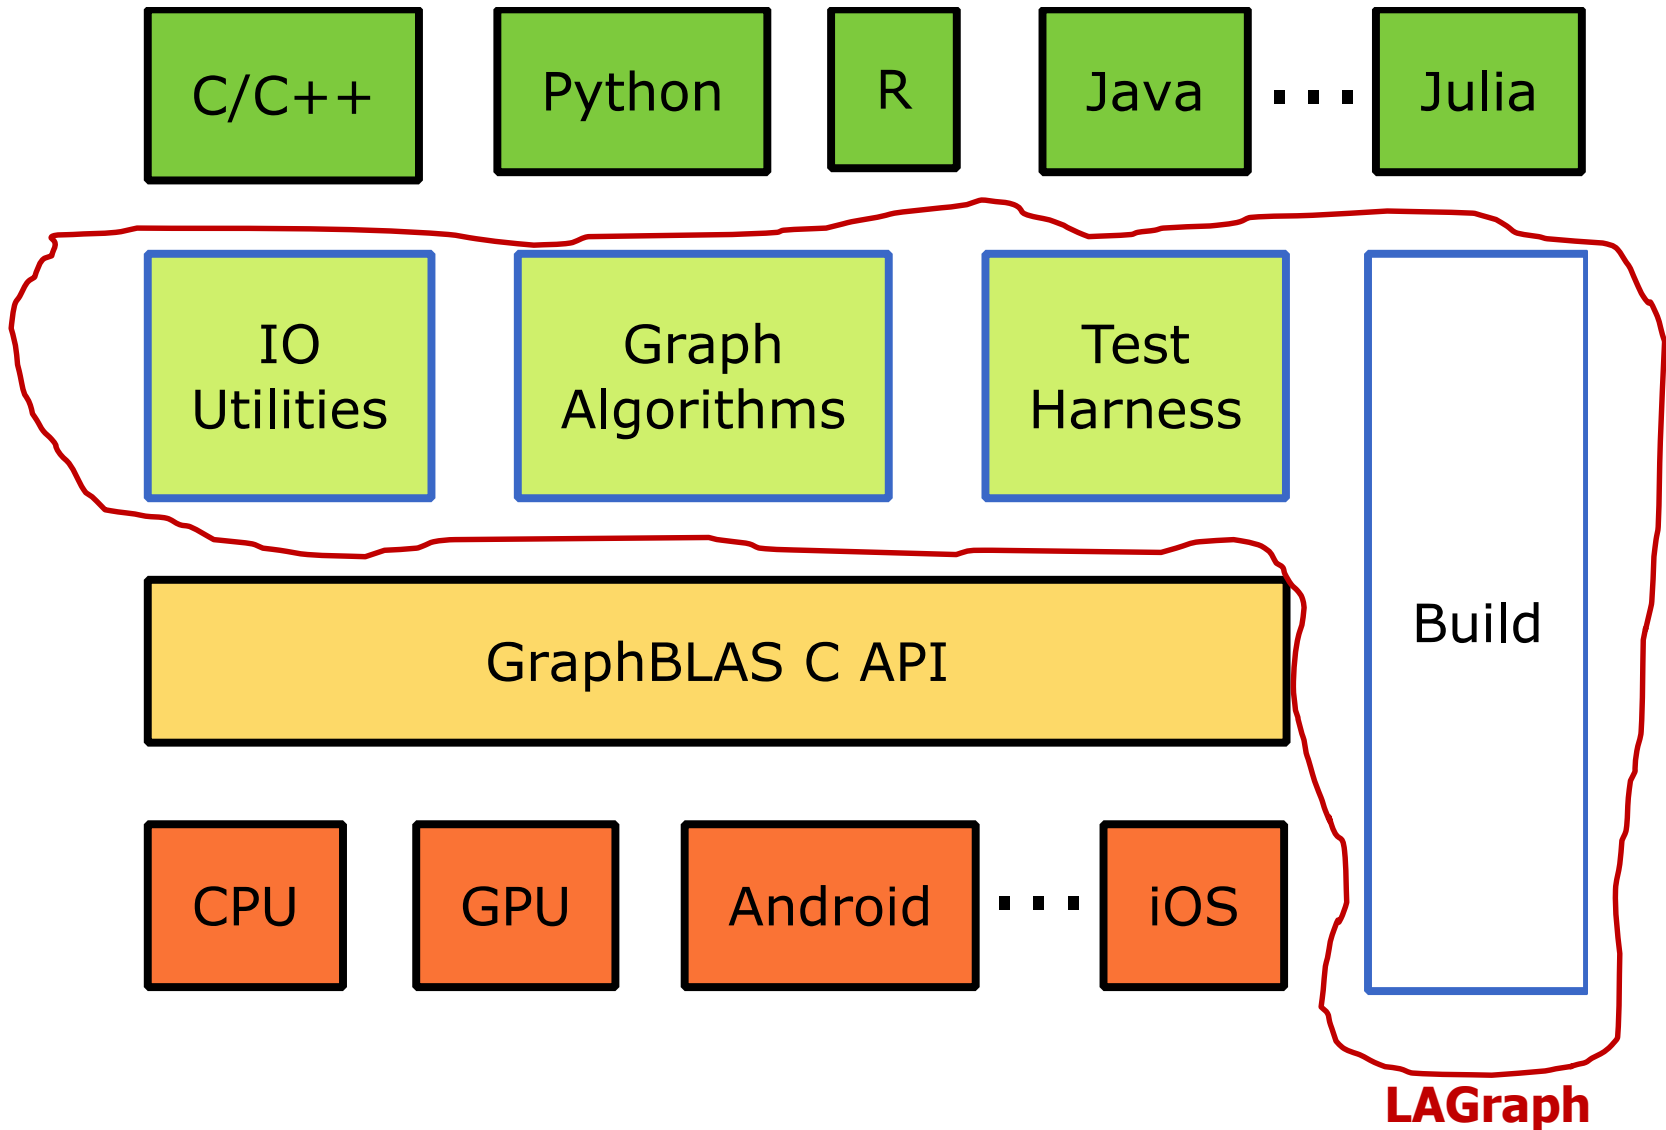 C/C++
Python
R
Java
Julia
IO
Utilities
Graph
Algorithms
Test
Harness
Build
GraphBLAS C API
CPU
GPU
Android
iOS
LAGraph